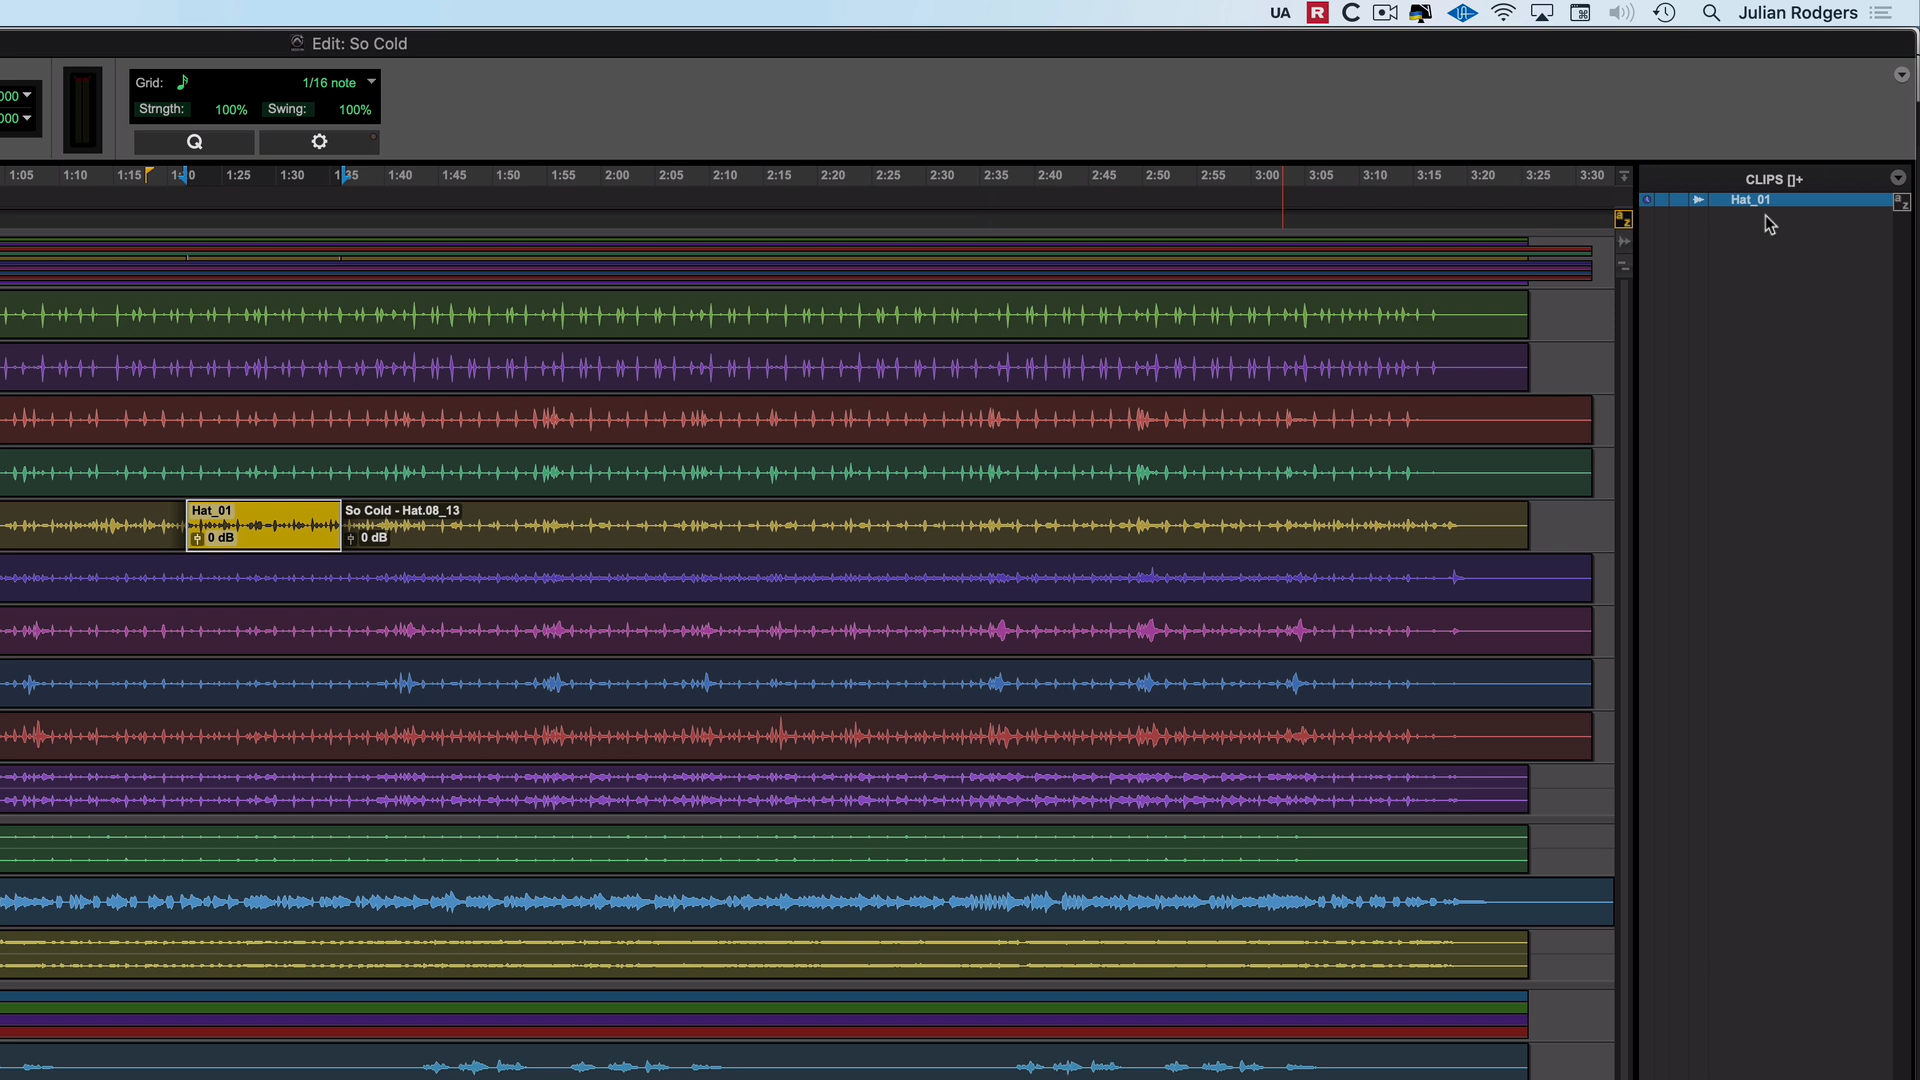 UA R C Julian Rodgers
Edit: So Cold
Grid: 1/16 note
000
Strngth: 100% Swing: 100%
000
Q
1:05 1:10 1:15 1:25 1:30 1:40 1:45 1:50 1:55 2:00 2:05 2:10 2:15 2:20 2:25 2:30 2:35 2:40 2:45 2:50 2:55 3:00 3:05 3:10 3:15 3:20 3:25 3:30
CLIPS []+
Hat_01
a z
a z
Hat_01 So Cold - Hat.08_13
0 dB 0 dB